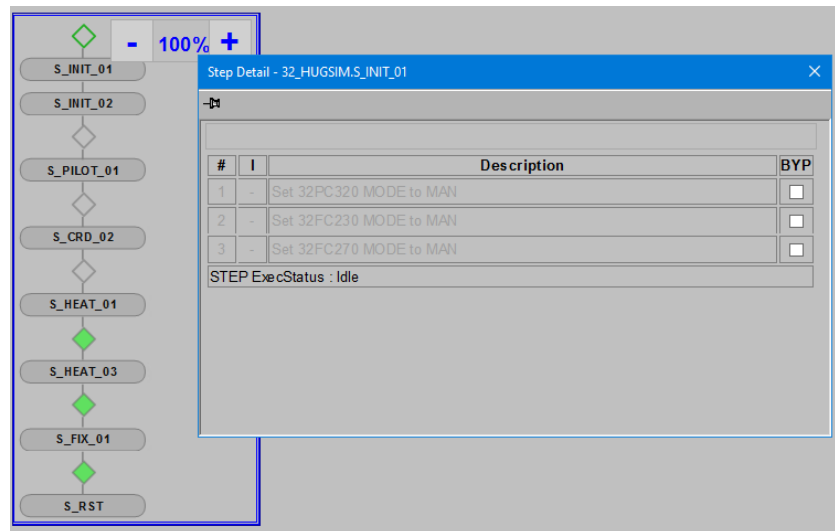 - 100% +
S_INIT_01
S_INIT_02
S_PILOT_01
S_CRD_02
S_HEAT_01
S_HEAT_03
S_FIX_01
S_RST
Step Detail - 32_HUGSIM.S_INIT_01
# I Description BYP
1 - Set 32PC320 MODE to MAN
2 - Set 32FC230 MODE to MAN
3 - Set 32FC270 MODE to MAN
STEP ExecStatus : Idle